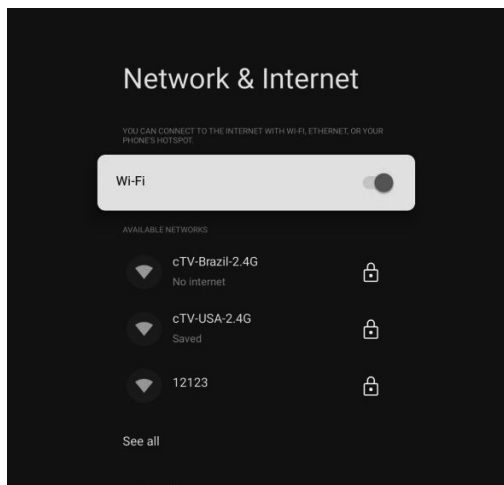 Network & Internet
YOU CAN CONNECT TO THE INTERNET WITH WI-FI, ETHERNET, OR YOUR
PHONE'S HOTSPOT.
Wi-Fi
AVAILABLE NETWORKS
cTV-Brazil-2.4G
No internet
cTV-USA-2.4G
Saved
12123
See all